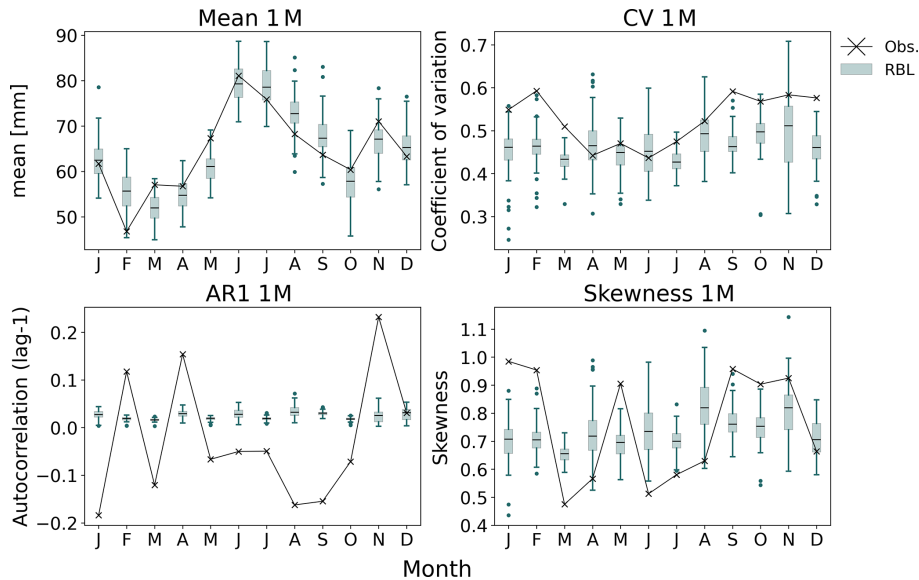 Mean 1M
mean [mm]
90
80
70
60
50
J F M A M J J A S O N D
CV 1M
Coefficient of variation
0.7
0.6
0.5
0.4
0.3
J F M A M J J A S O N D
Obs.
RBL
AR1 1M
Autocorrelation (lag-1)
0.2
0.1
0.0
−0.1
−0.2
J F M A M J J A S O N D
Skewness 1M
Skewness
1.1
1.0
0.9
0.8
0.7
0.6
0.5
0.4
J F M A M J J A S O N D
Month